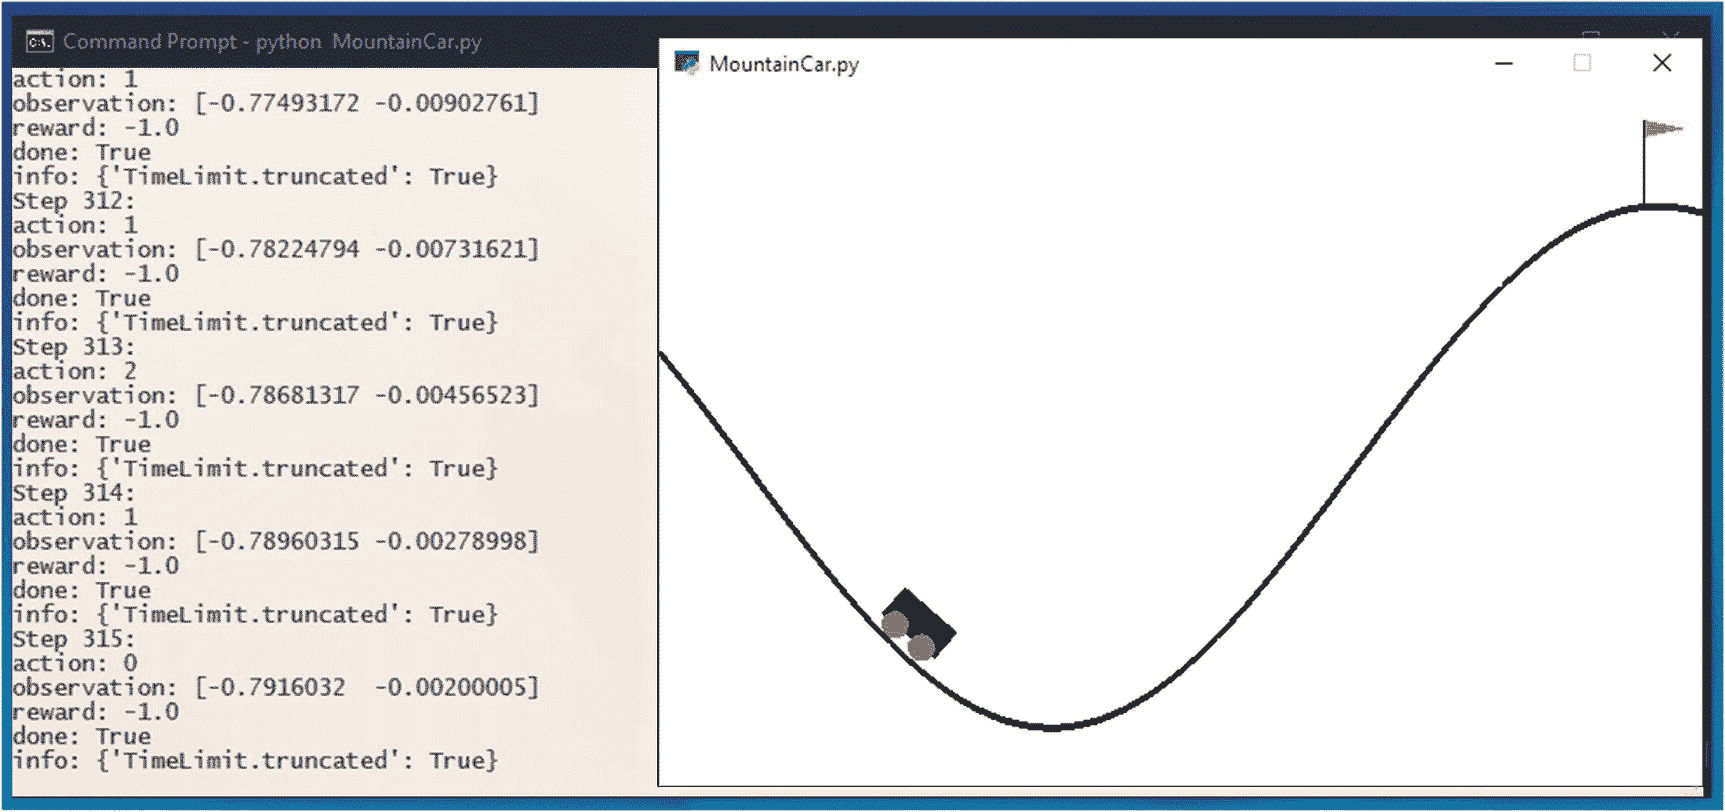 C:\. Command Prompt - python MountainCar.py
action: 1
observation: [-0.77493172 -0.00902761]
reward: -1.0
done: True
info: {'TimeLimit.truncated': True}
Step 312:
action: 1
observation: [-0.78224794 -0.00731621]
reward: -1.0
done: True
info: {'TimeLimit.truncated': True}
Step 313:
action: 2
observation: [-0.78681317 -0.00456523]
reward: -1.0
done: True
info: {'TimeLimit.truncated': True}
Step 314:
action: 1
observation: [-0.78960315 -0.00278998]
reward: -1.0
done: True
info: {'TimeLimit.truncated': True}
Step 315:
action: 0
observation: [-0.7916032  -0.00200005]
reward: -1.0
done: True
info: {'TimeLimit.truncated': True}
MountainCar.py